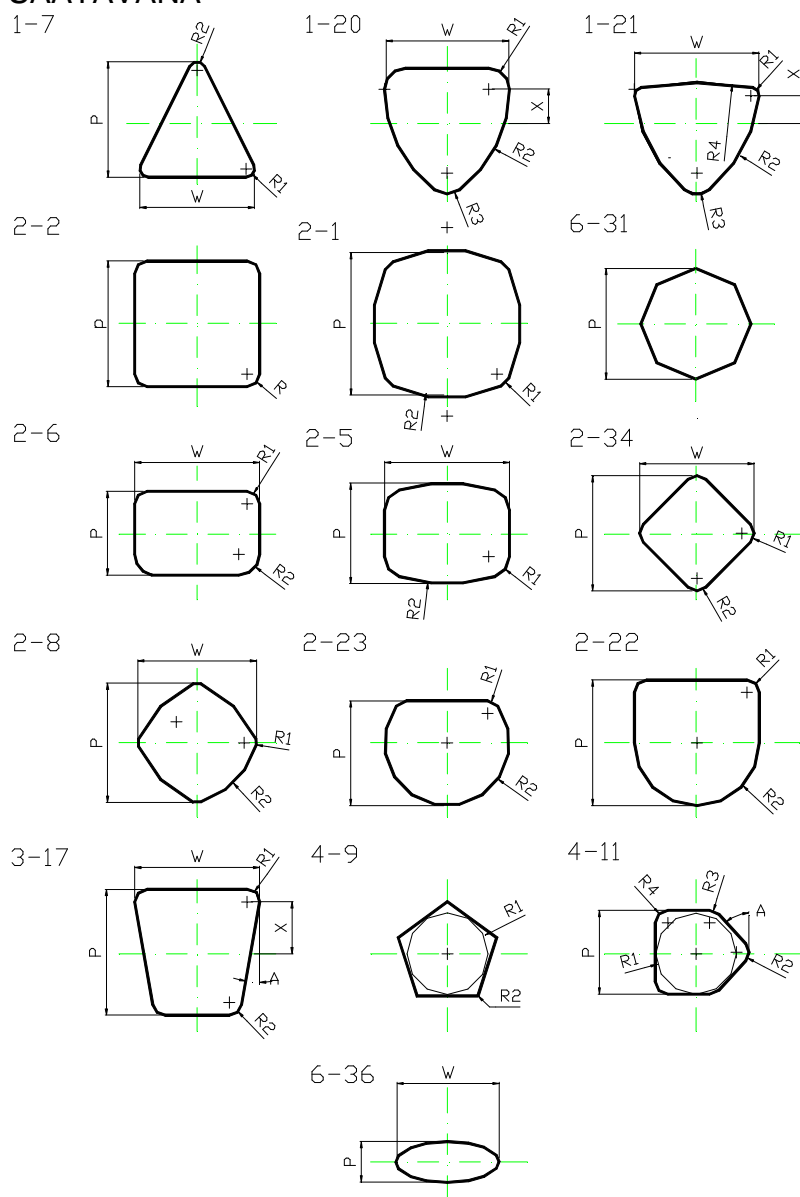 1-7 1-20 1-21
R2 W R1 W R1
P X X
R2 R4 R2
R1
W R3 R3
2-2 2-1 6-31
P P P
R R1
R2
2-6 2-5 2-34
W R1 W W
P P P
R2 R1 R1
R2 R2
2-8 2-23 2-22
W R1 R1
P R1 P P
R2 R2 R2
3-17 4-9 4-11
W R1 R4 R3
P X R1 P A
A R1 R2
R2 R2
6-36
W
P